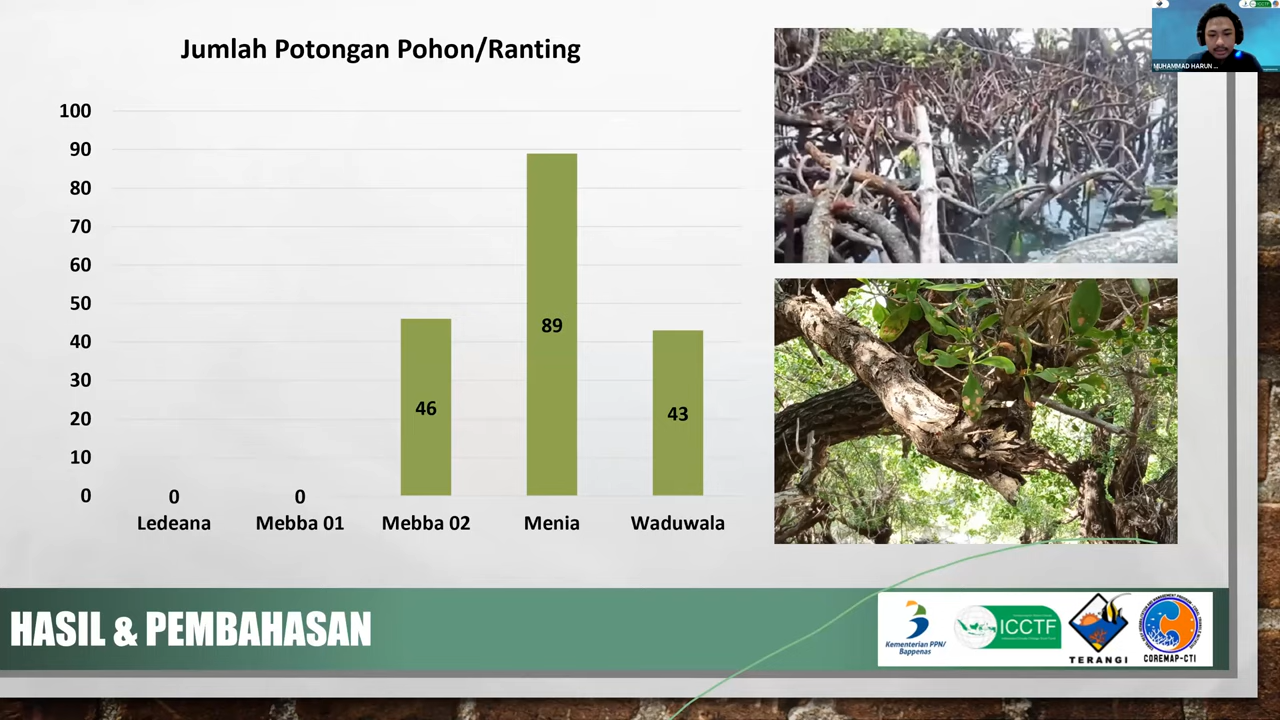 Jumlah Potongan Pohon/Ranting
100
90
80
70
60
50
40
30
20
10
0
0
0
46
89
43
Ledeana
Mebba 01
Mebba 02
Menia
Waduwala
MUHAMMAD HARUN ...
HASIL & PEMBAHASAN
Kementerian PPN/
Bappenas
ICCTF
TERANGI
COREMAP-CTI